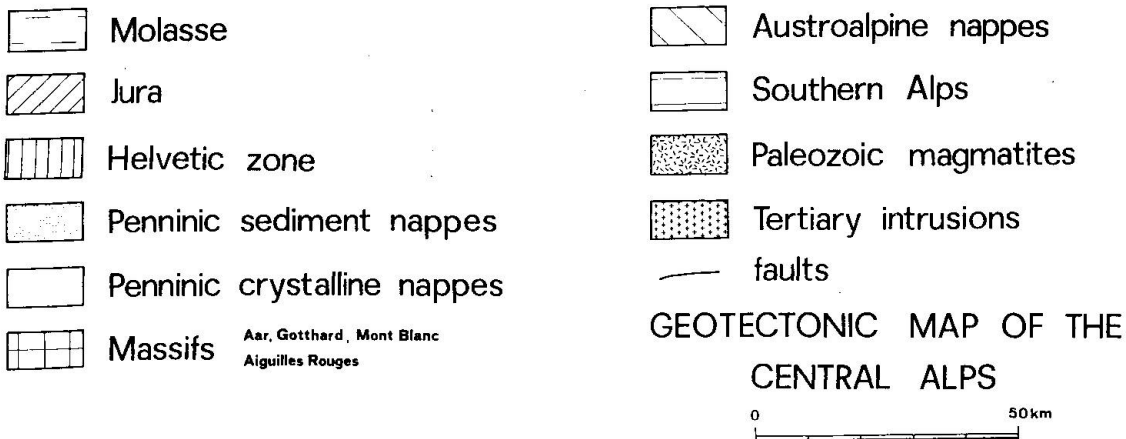 Molasse
Jura
Helvetic zone
Penninic sediment nappes
Penninic crystalline nappes
Massifs Aar, Gotthard, Mont Blanc
Aiguilles Rouges
Austroalpine nappes
Southern Alps
Paleozoic magmatites
Tertiary intrusions
faults
GEOTECTONIC MAP OF THE
CENTRAL ALPS
0 50km